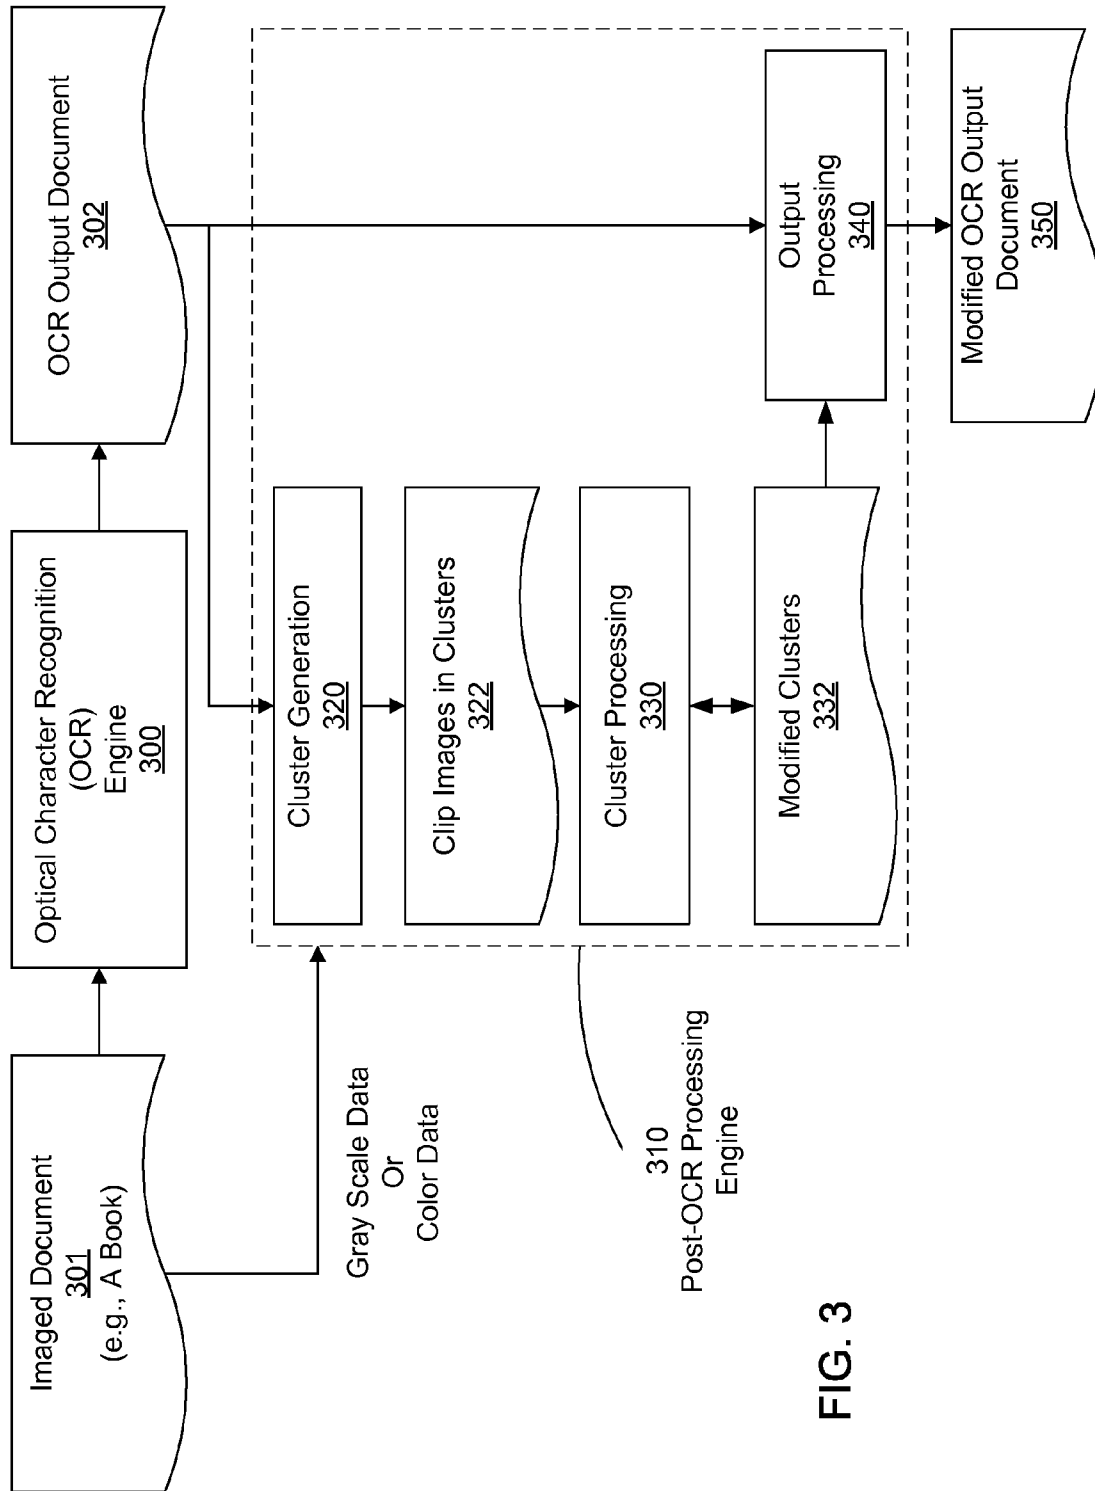 Imaged Document
301
(e.g., A Book)
Optical Character Recognition
(OCR)
Engine
300
OCR Output Document
302
Gray Scale Data
Or
Color Data
Cluster Generation
320
Clip Images in Clusters
322
Cluster Processing
330
Modified Clusters
332
Output
Processing
340
310
Post-OCR Processing
Engine
Modified OCR Output
Document
350
FIG. 3